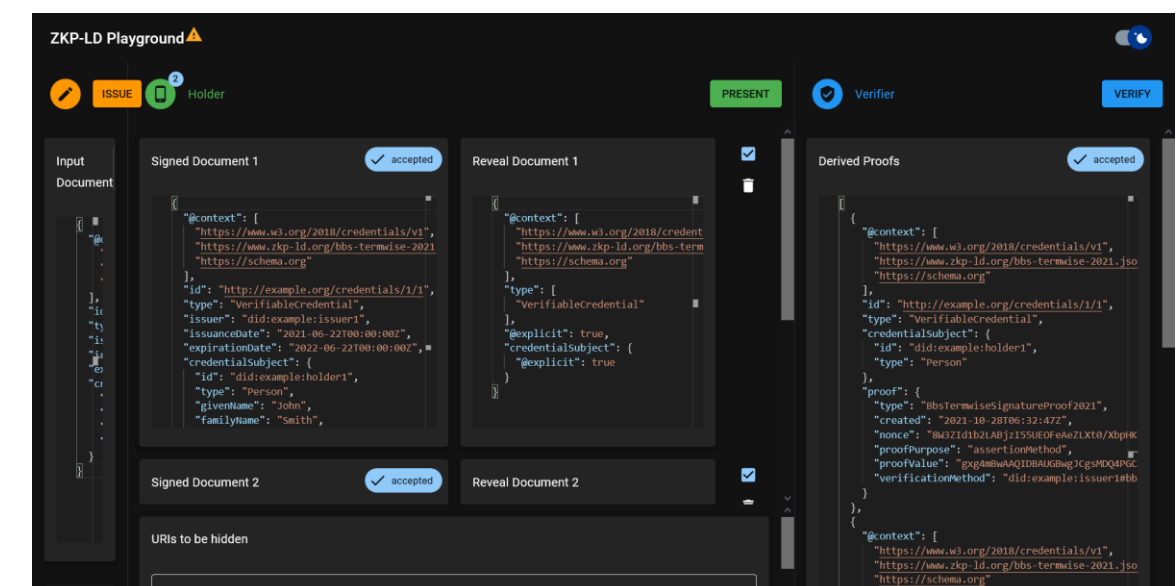 ZKP-LD Playground
ISSUE
2
Holder
PRESENT
Verifier
VERIFY
Input
Document
{
"@c
],
"ic
"ty
"is
"ex
"cr
}
}
Signed Document 1
accepted
{
"@context": [
"https://www.w3.org/2018/credentials/v1",
"https://www.zkp-ld.org/bbs-termwise-2021
"https://schema.org"
],
"id": "http://example.org/credentials/1/1",
"type": "VerifiableCredential",
"issuer": "did:example:issuer1",
"issuanceDate": "2021-06-22T00:00:00Z",
"expirationDate": "2022-06-22T00:00:00Z",
"credentialSubject": {
"id": "did:example:holder1",
"type": "Person",
"givenName": "John",
"familyName": "Smith",
Reveal Document 1
{
"@context": [
"https://www.w3.org/2018/credent
"https://www.zkp-ld.org/bbs-term
"https://schema.org"
],
"type": [
"VerifiableCredential"
],
"@explicit": true,
"credentialSubject": {
"@explicit": true
}
}
Signed Document 2
accepted
Reveal Document 2
URIs to be hidden
Derived Proofs
accepted
[
{
"@context": [
"https://www.w3.org/2018/credentials/v1",
"https://www.zkp-ld.org/bbs-termwise-2021.jso
"https://schema.org"
],
"id": "http://example.org/credentials/1/1",
"type": "VerifiableCredential",
"credentialSubject": {
"id": "did:example:holder1",
"type": "Person"
},
"proof": {
"type": "BbsTermwiseSignatureProof2021",
"created": "2021-10-28T06:32:47Z",
"nonce":
"proofPurpose": "assertionMethod",
"proofValue":
"verificationMethod": "did:example:issuer1#bb
}
},
{
"@context": [
"https://www.w3.org/2018/credentials/v1",
"https://www.zkp-ld.org/bbs-termwise-2021.jso
"https://schema.org"